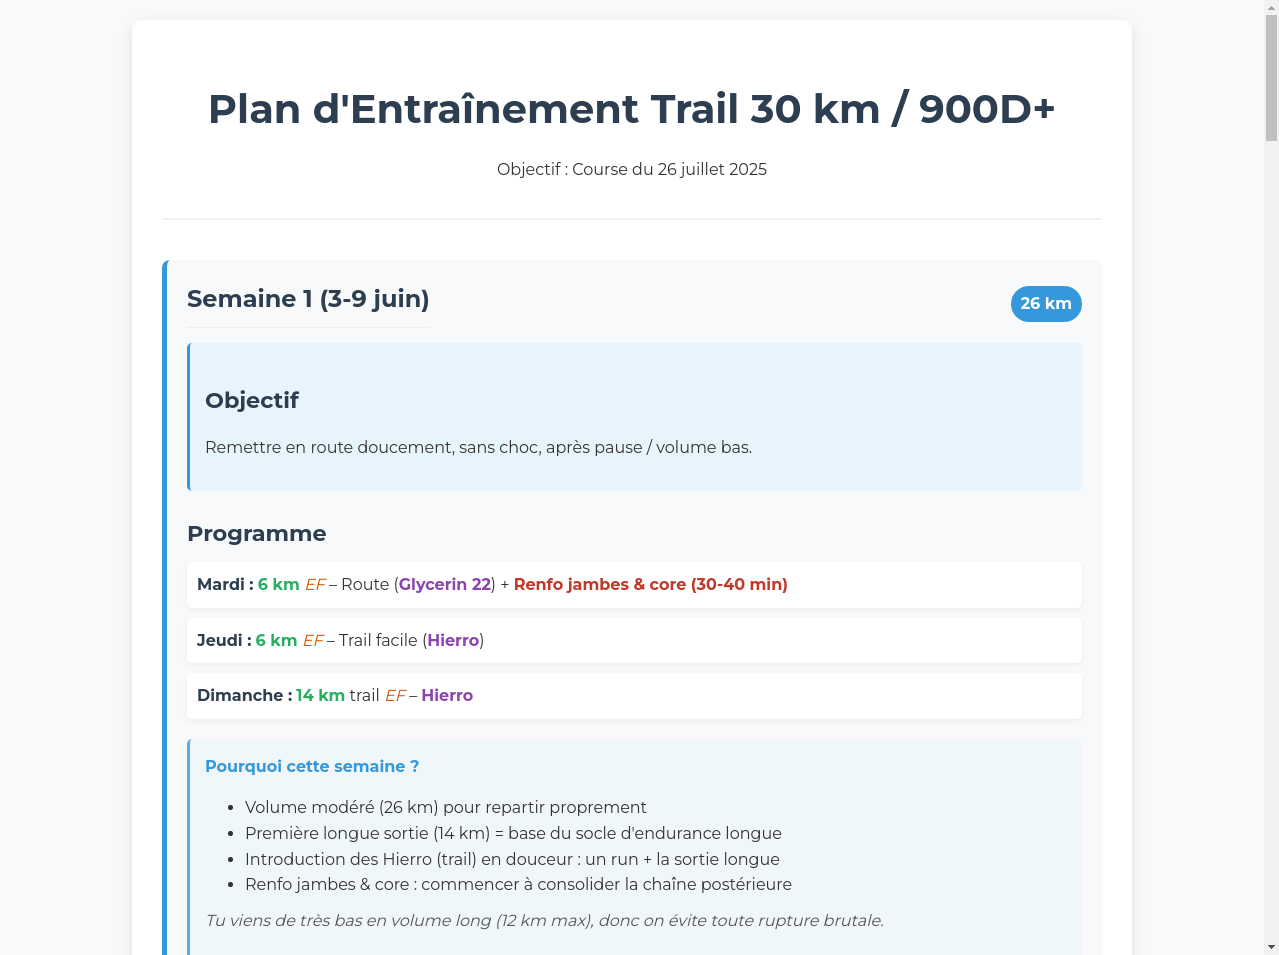 Plan d'Entraînement Trail 30 km / 900D+
Objectif : Course du 26 juillet 2025
Semaine 1 (3-9 juin)
26 km
Objectif
Remettre en route doucement, sans choc, après pause / volume bas.
Programme
Mardi : 6 km EF – Route (Glycerin 22) + Renfo jambes & core (30-40 min)
Jeudi : 6 km EF – Trail facile (Hierro)
Dimanche : 14 km trail EF – Hierro
Pourquoi cette semaine ?
• Volume modéré (26 km) pour repartir proprement
• Première longue sortie (14 km) = base du socle d'endurance longue
• Introduction des Hierro (trail) en douceur : un run + la sortie longue
• Renfo jambes & core : commencer à consolider la chaîne postérieure
Tu viens de très bas en volume long (12 km max), donc on évite toute rupture brutale.